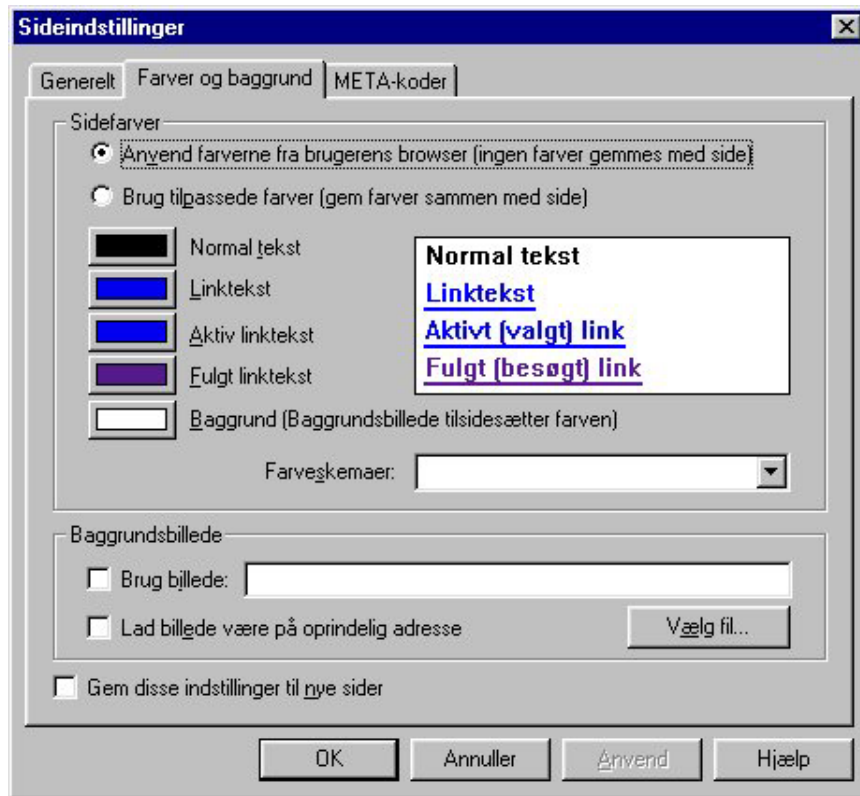 Sideindstillinger
Generelt Farver og baggrund META-koder
Sidefarver
Anvend farverne fra brugerens browser (ingen farver gemmes med side)
Brug tilpassede farver (gem farver sammen med side)
Normal tekst
Linktekst
Aktiv linktekst
Fulgt linktekst
Normal tekst
Linktekst
Aktivt (valgt) link
Fulgt (besøgt) link
Baggrund (Baggrundsbillede tilsidesætter farven)
Farveskemaer:
Baggrundsbillede
Brug billede:
Lad billede være på oprindelig adresse
Vælg fil...
Gem disse indstillinger til nye sider
OK Annuller Anvend Hjælp